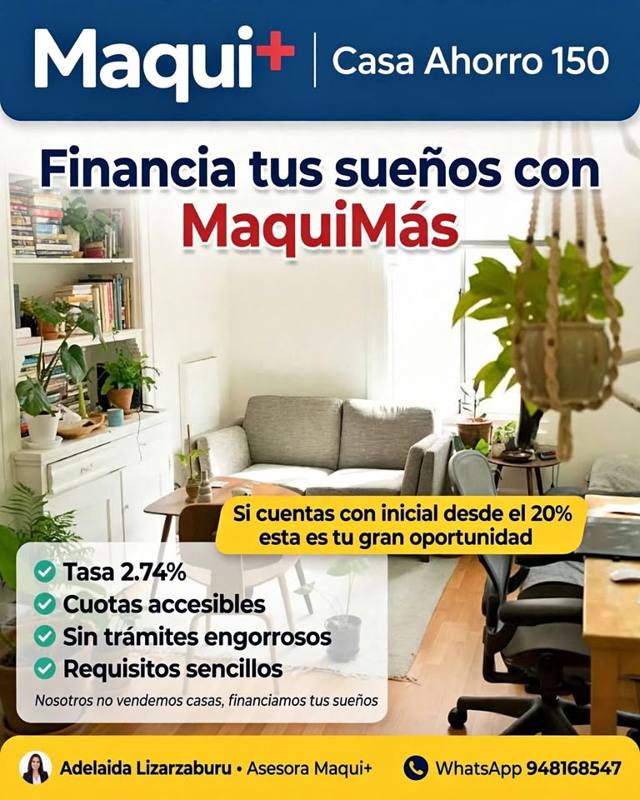 Maqui+ | Casa Ahorro 150
Financia tus sueños con
MaquiMás
Si cuentas con inicial desde el 20%
esta es tu gran oportunidad
Tasa 2.74%
Cuotas accesibles
Sin trámites engorrosos
Requisitos sencillos
Nosotros no vendemos casas, financiamos tus sueños
Adelaida Lizarzaburu • Asesora Maqui+
WhatsApp 948168547